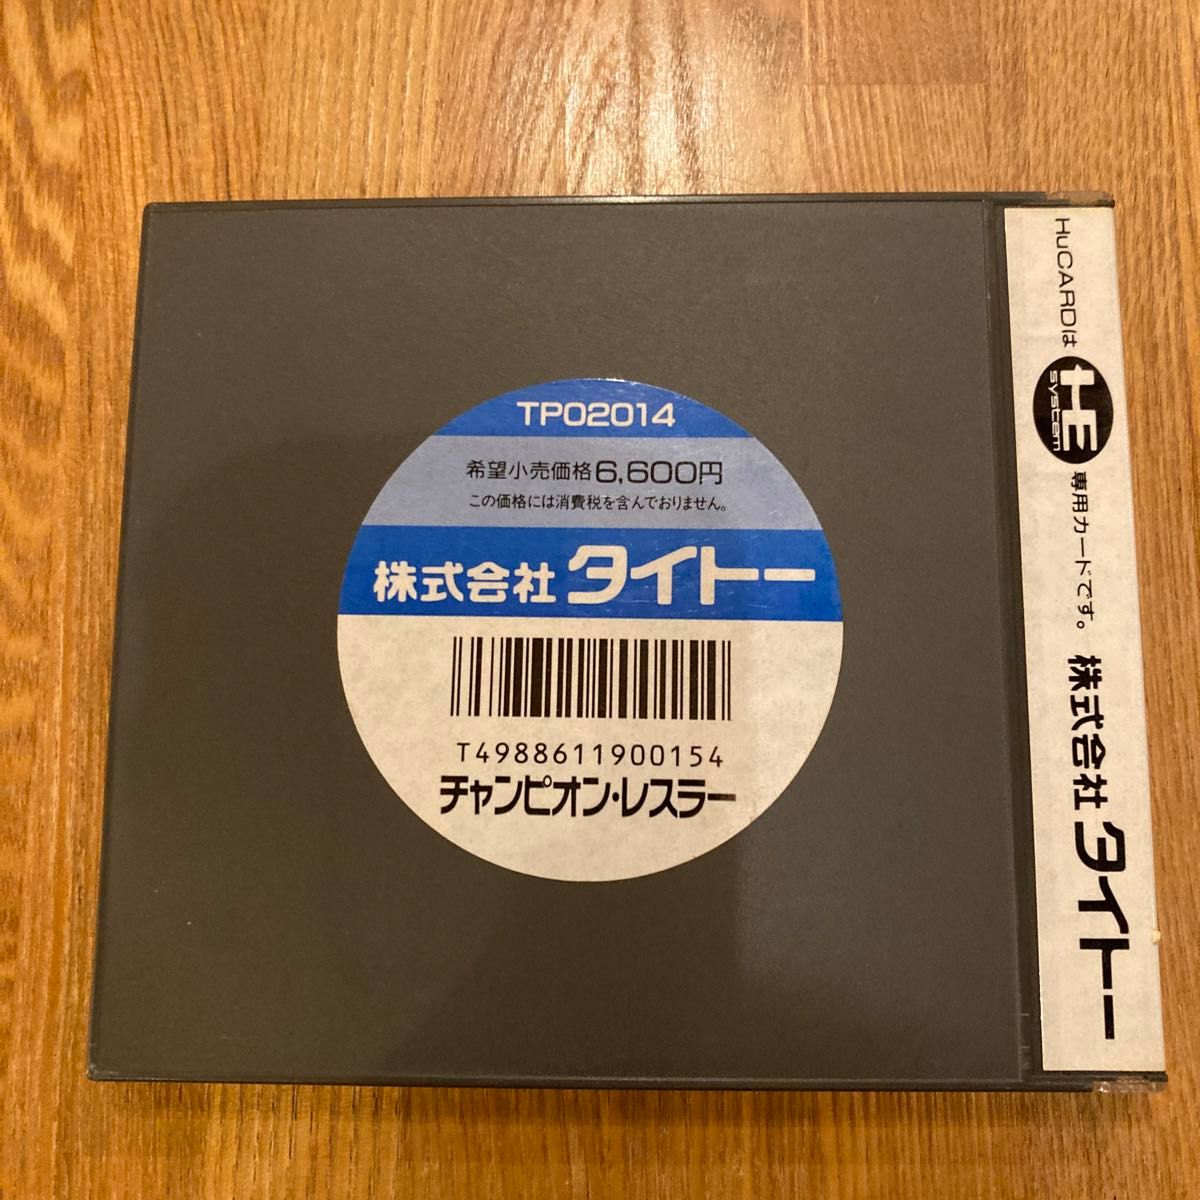 TP02014
希望小売価格6,600円
この価格には消費税を含んでおりません。
株式会社 タイトー
T4988611900154
チャンピオン・レスラー
HuCARDは HE system 専用カードです。 株式会社 タイトー